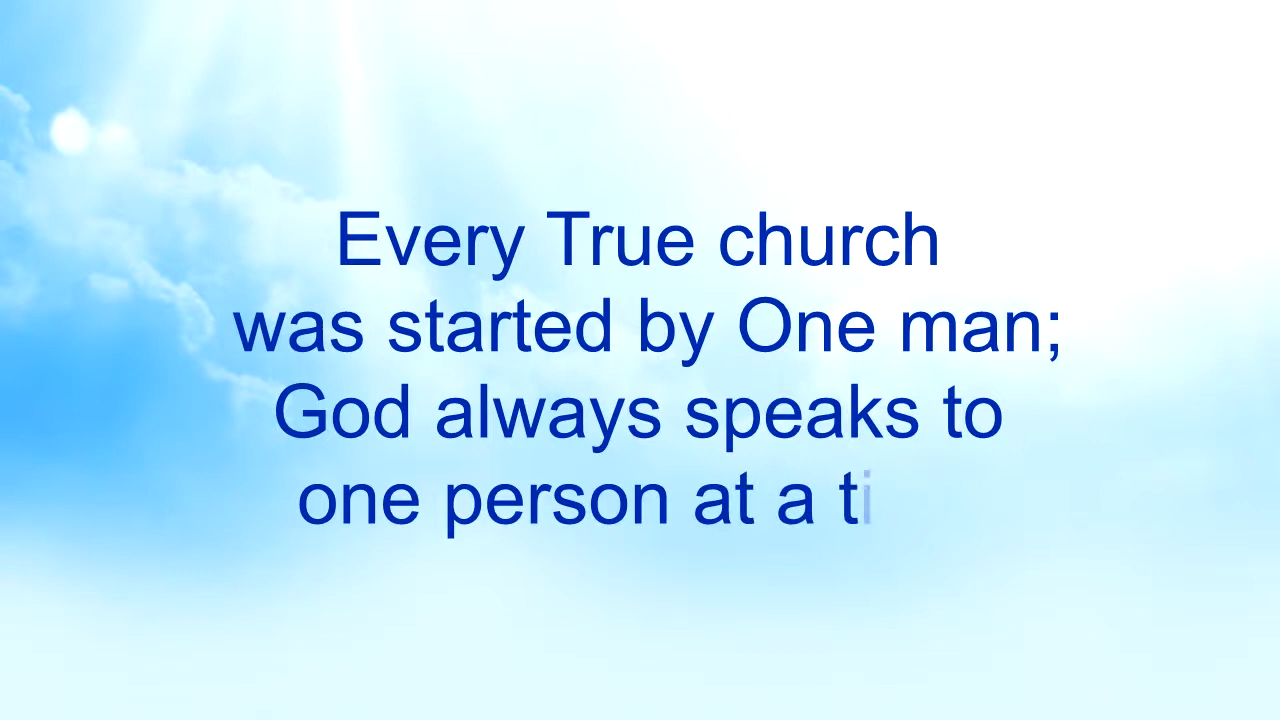 Every True church
was started by One man;
God always speaks to
one person at a ti